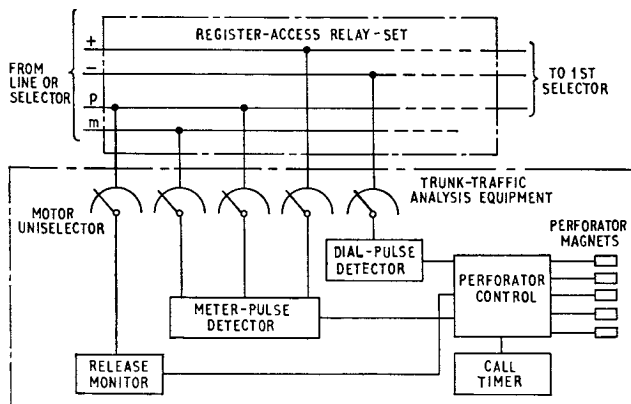 REGISTER-ACCESS RELAY-SET
+
−
p
m
FROM
LINE OR
SELECTOR
TO 1ST
SELECTOR
TRUNK-TRAFFIC
ANALYSIS EQUIPMENT
MOTOR
UNISELECTOR
PERFORATOR
MAGNETS
DIAL-PULSE
DETECTOR
PERFORATOR
CONTROL
METER-PULSE
DETECTOR
RELEASE
MONITOR
CALL
TIMER